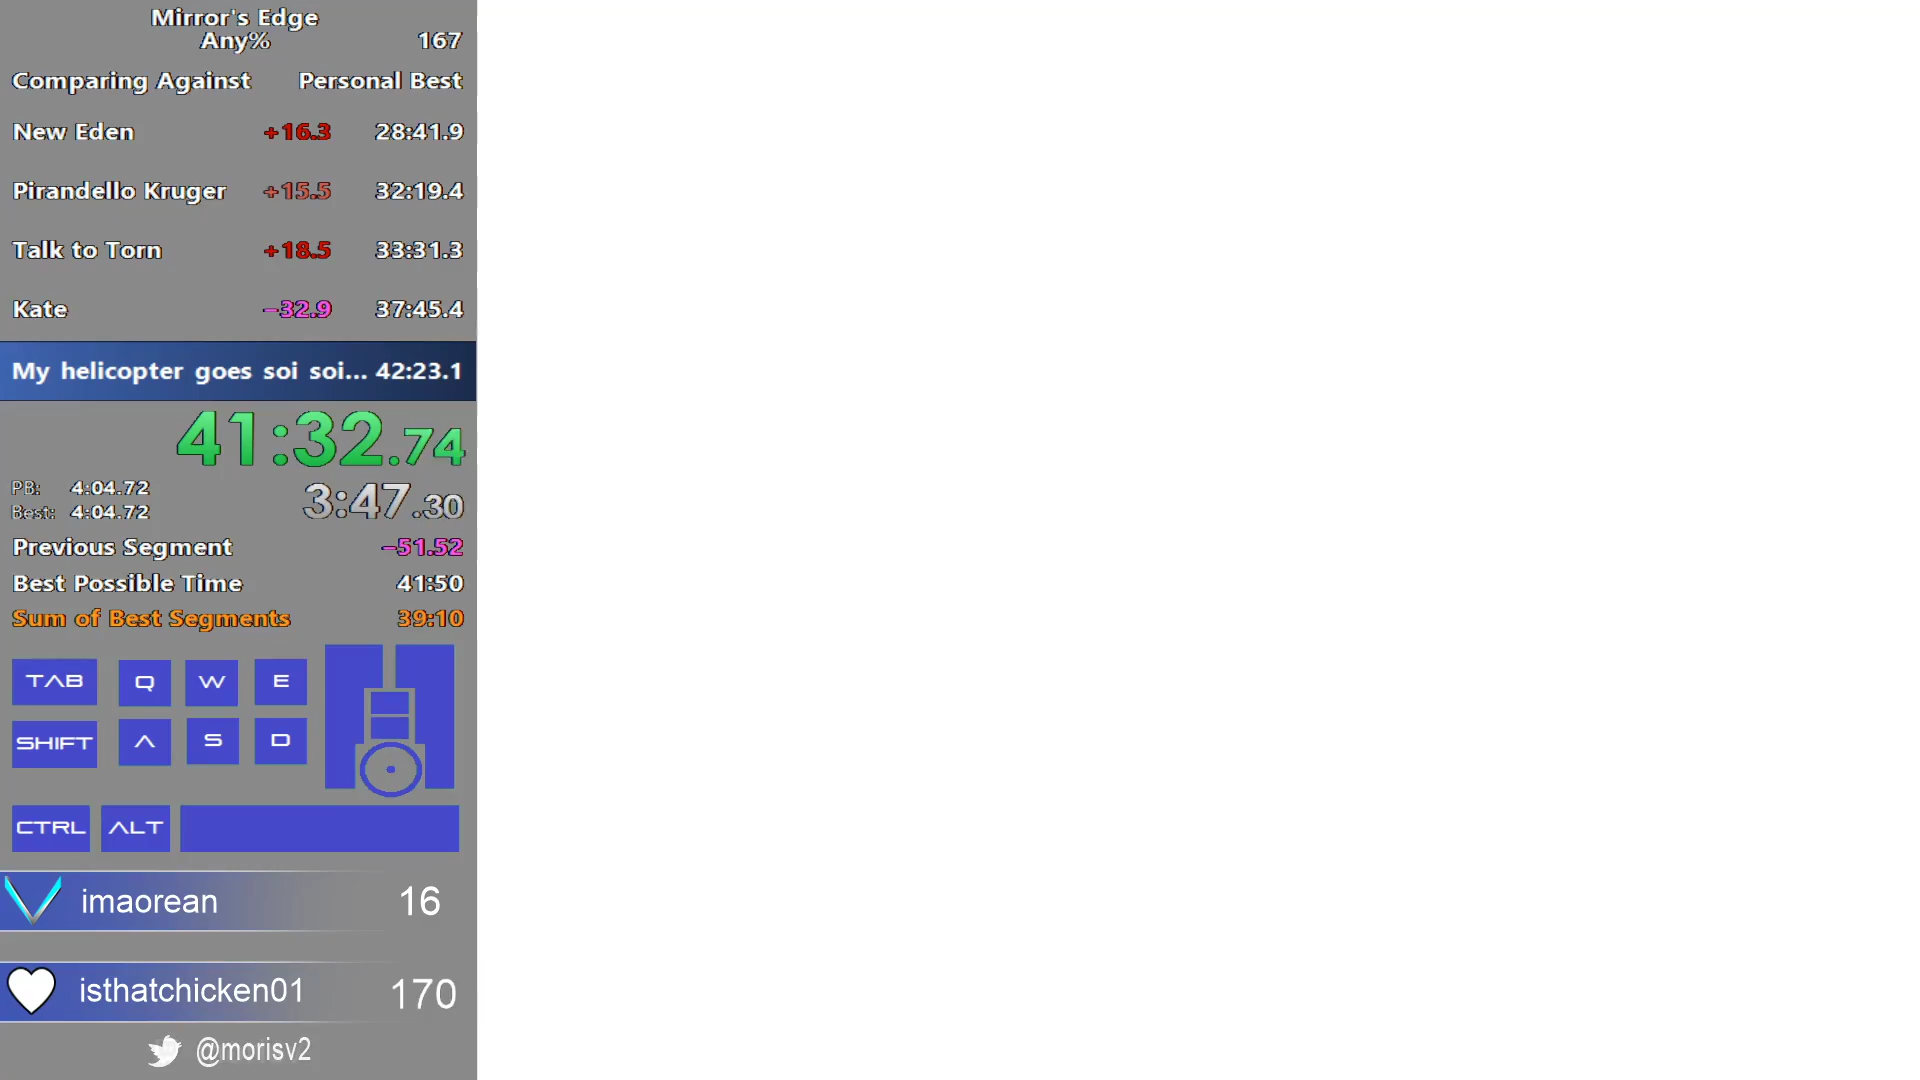 Mirror's Edge
Any% 167
Comparing Against Personal Best
New Eden +16.3 28:41.9
Pirandello Kruger +15.5 32:19.4
Talk to Torn +18.5 33:31.3
Kate −32.9 37:45.4
My helicopter goes soi soi... 42:23.1
41:32.74
PB: 4:04.72
3:47.30
Best: 4:04.72
Previous Segment −51.52
Best Possible Time 41:50
Sum of Best Segments 39:10
TAB Q W E
SHIFT A S D
CTRL ALT
imaorean 16
isthatchicken01 170
@morisv2